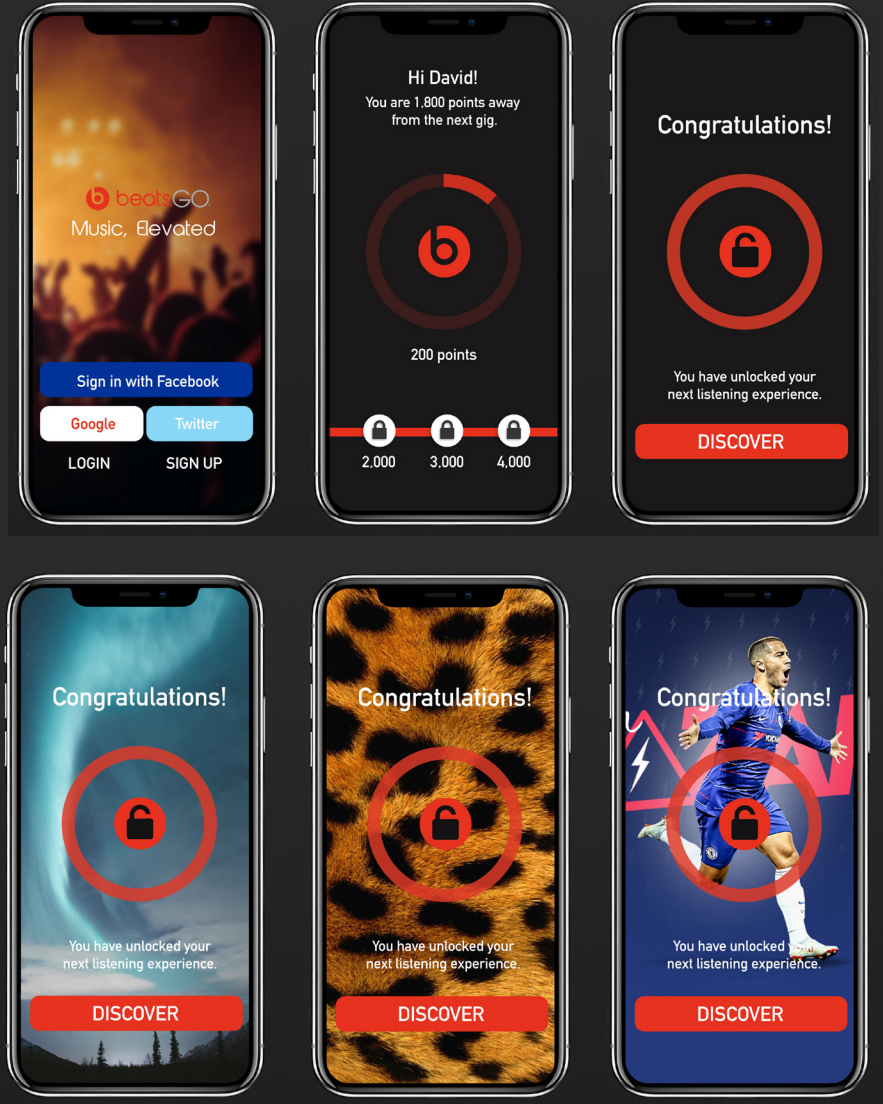 beatsGO
Music, Elevated
Sign in with Facebook
Google
Twitter
LOGIN
SIGN UP
Hi David!
You are 1,800 points away
from the next gig.
b
200 points
2,000
3,000
4,000
Congratulations!
You have unlocked your
next listening experience.
DISCOVER
Congratulations!
You have unlocked your
next listening experience.
DISCOVER
Congratulations!
You have unlocked your
next listening experience.
DISCOVER
Congratulations!
You have unlocked your
next listening experience.
DISCOVER